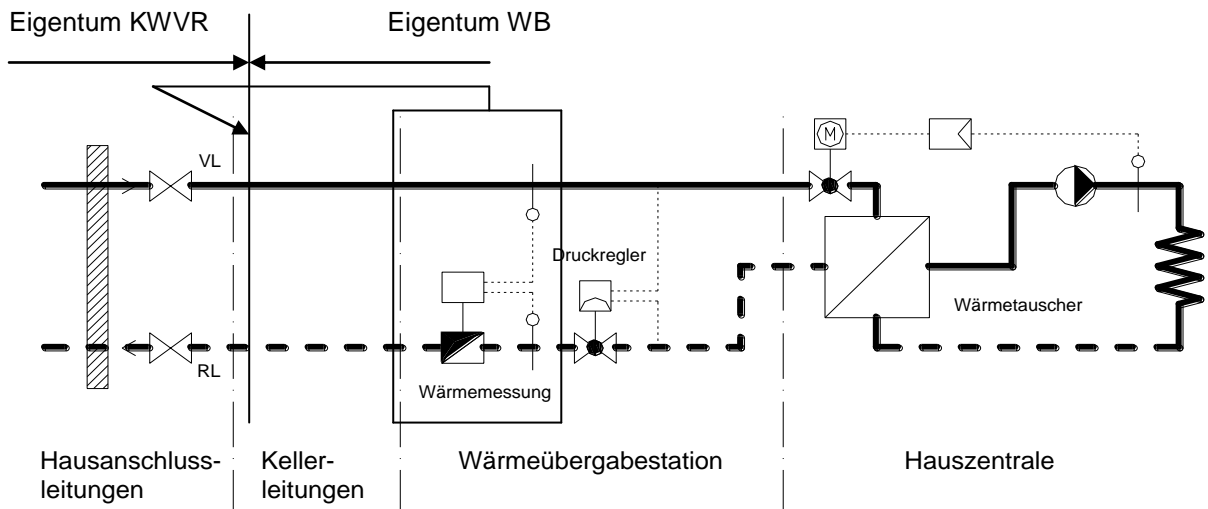 Eigentum KWVR
Eigentum WB
M
VL
Druckregler
Wärmetauscher
RL
Wärmemessung
Hausanschluss-
leitungen
Keller-
leitungen
Wärmeübergabestation
Hauszentrale